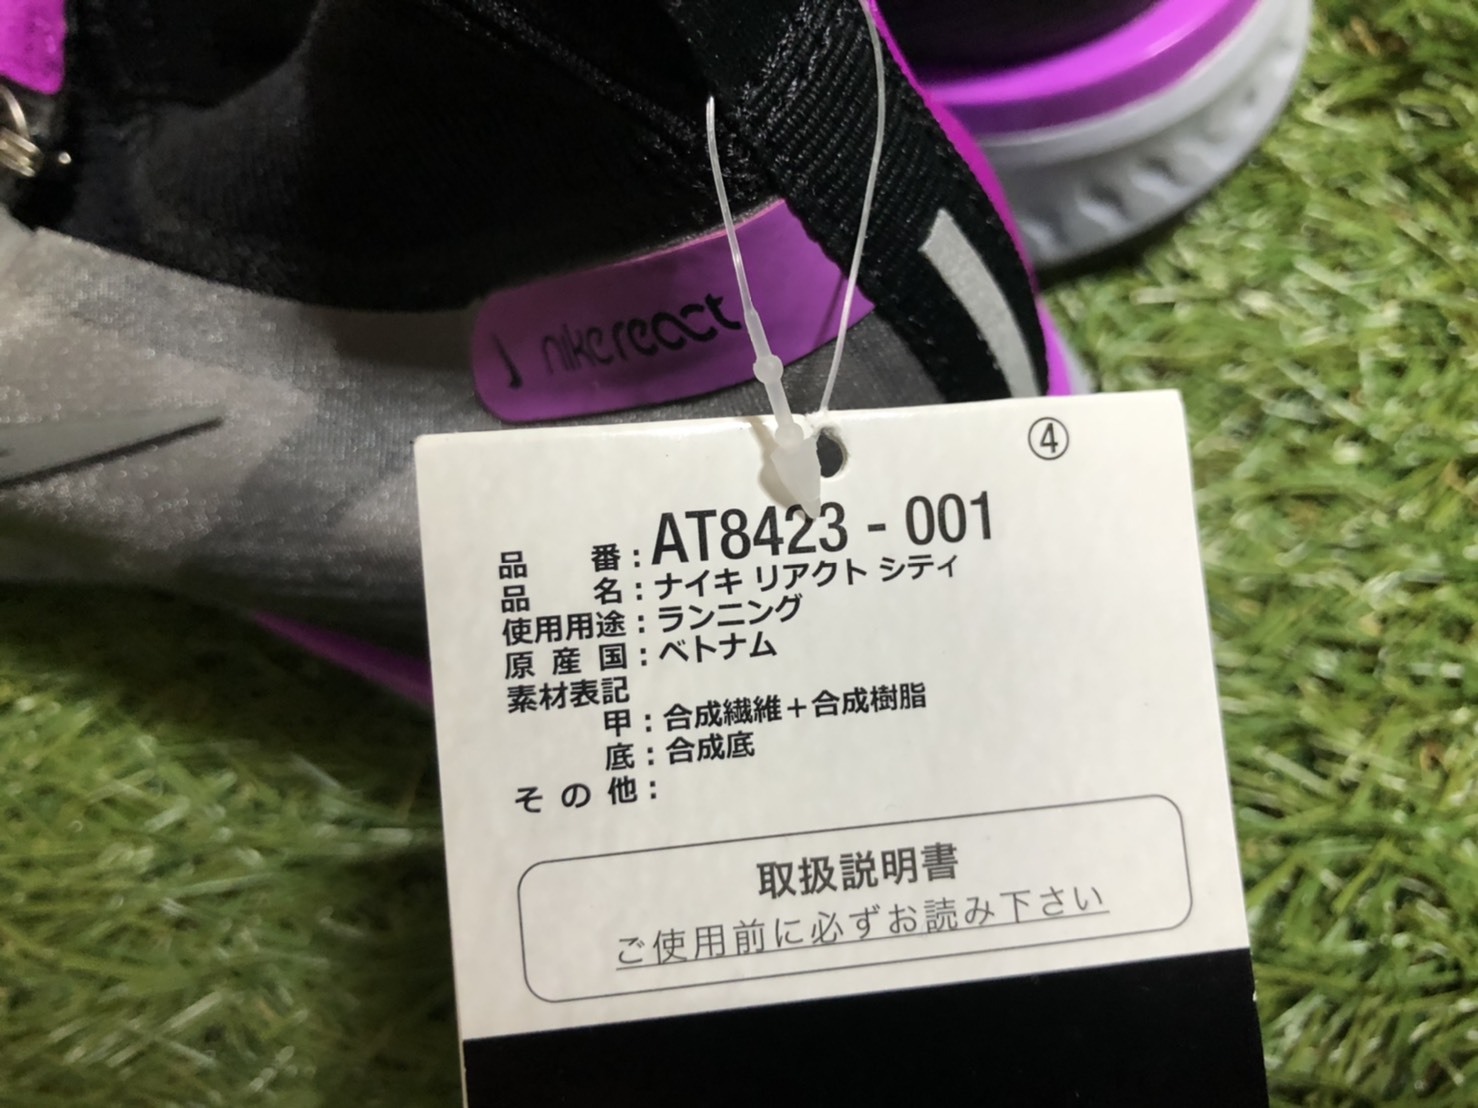 nike react
④
品番：AT8423 - 001
品名：ナイキ リアクト シティ
使用用途：ランニング
原産国：ベトナム
素材表記
甲：合成繊維＋合成樹脂
底：合成底
その他：
取扱説明書
ご使用前に必ずお読み下さい